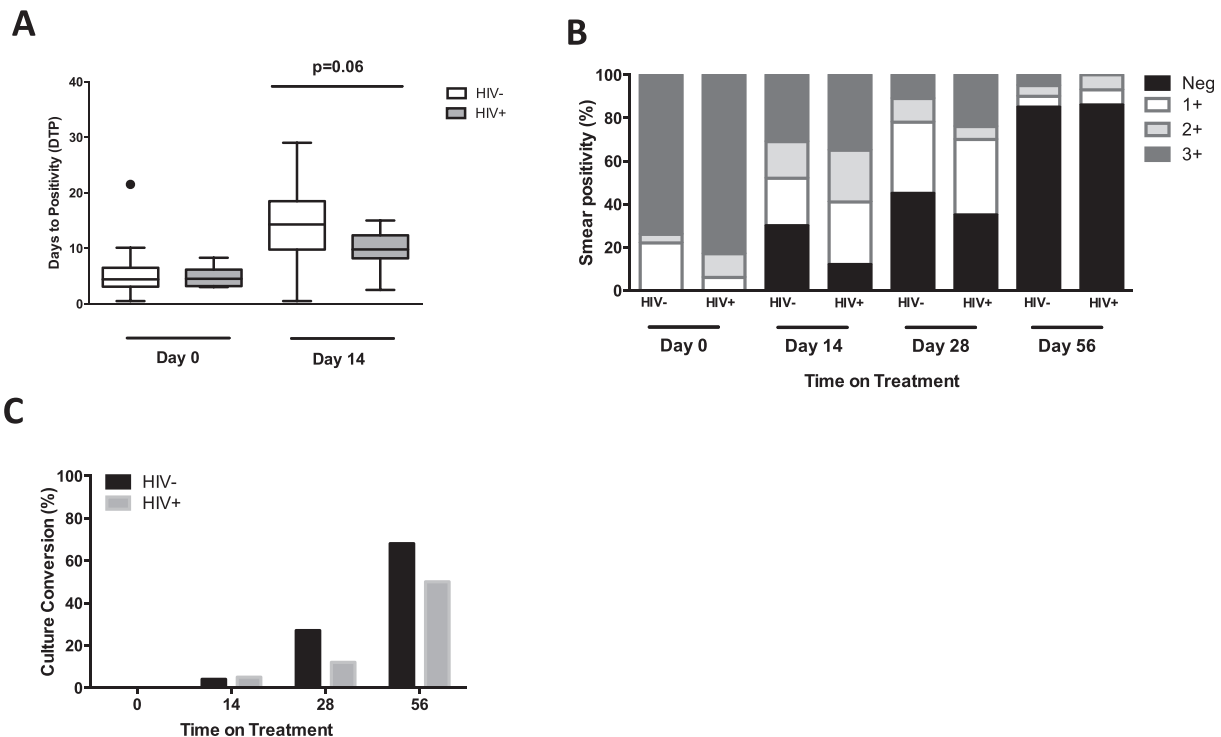 A
p=0.06
Days to Positivity (DTP)
40
30
20
10
0
HIV-
HIV+
Day 0
Day 14
B
Smear positivity (%)
100
80
60
40
20
0
Neg
1+
2+
3+
HIV-
HIV+
HIV-
HIV+
HIV-
HIV+
HIV-
HIV+
Day 0
Day 14
Day 28
Day 56
Time on Treatment
C
Culture Conversion (%)
100
80
60
40
20
0
HIV-
HIV+
0
14
28
56
Time on Treatment